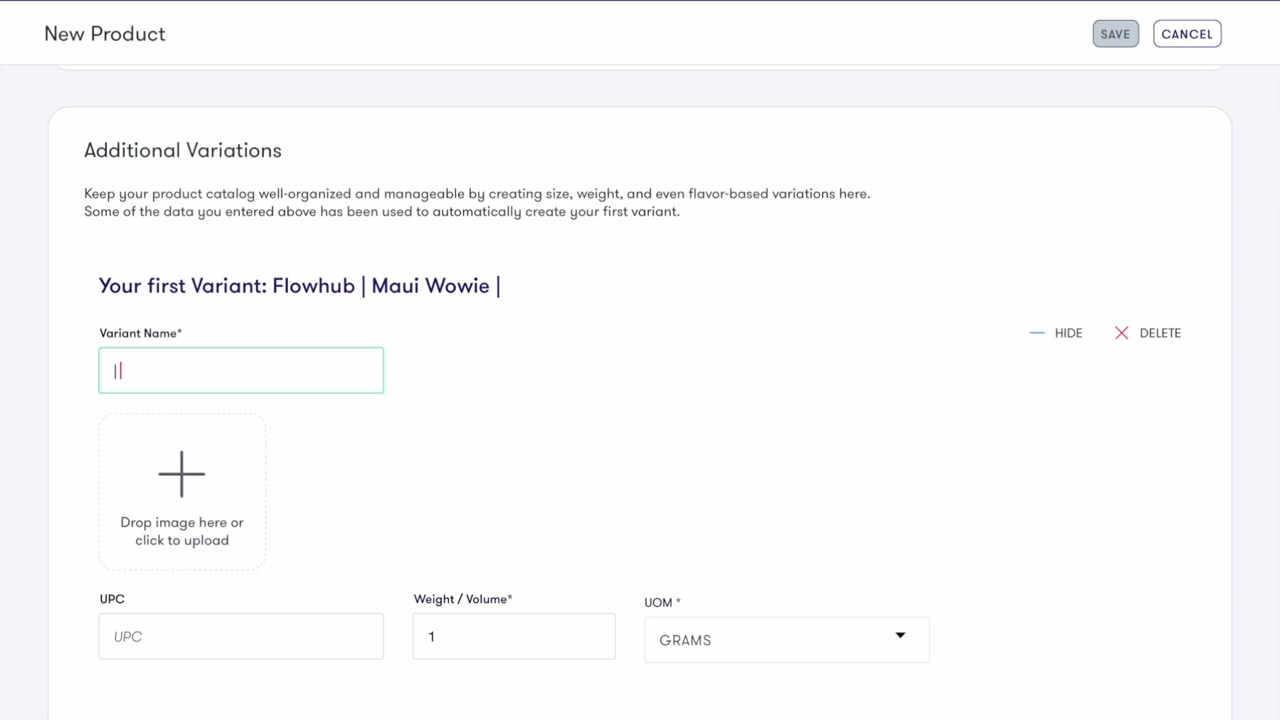 New Product
SAVE
CANCEL
Additional Variations
Keep your product catalog well-organized and manageable by creating size, weight, and even flavor-based variations here.
Some of the data you entered above has been used to automatically create your first variant.
Your first Variant: Flowhub | Maui Wowie |
Variant Name*
HIDE
DELETE
|
Drop image here or
click to upload
UPC
Weight / Volume*
UOM *
UPC
1
GRAMS